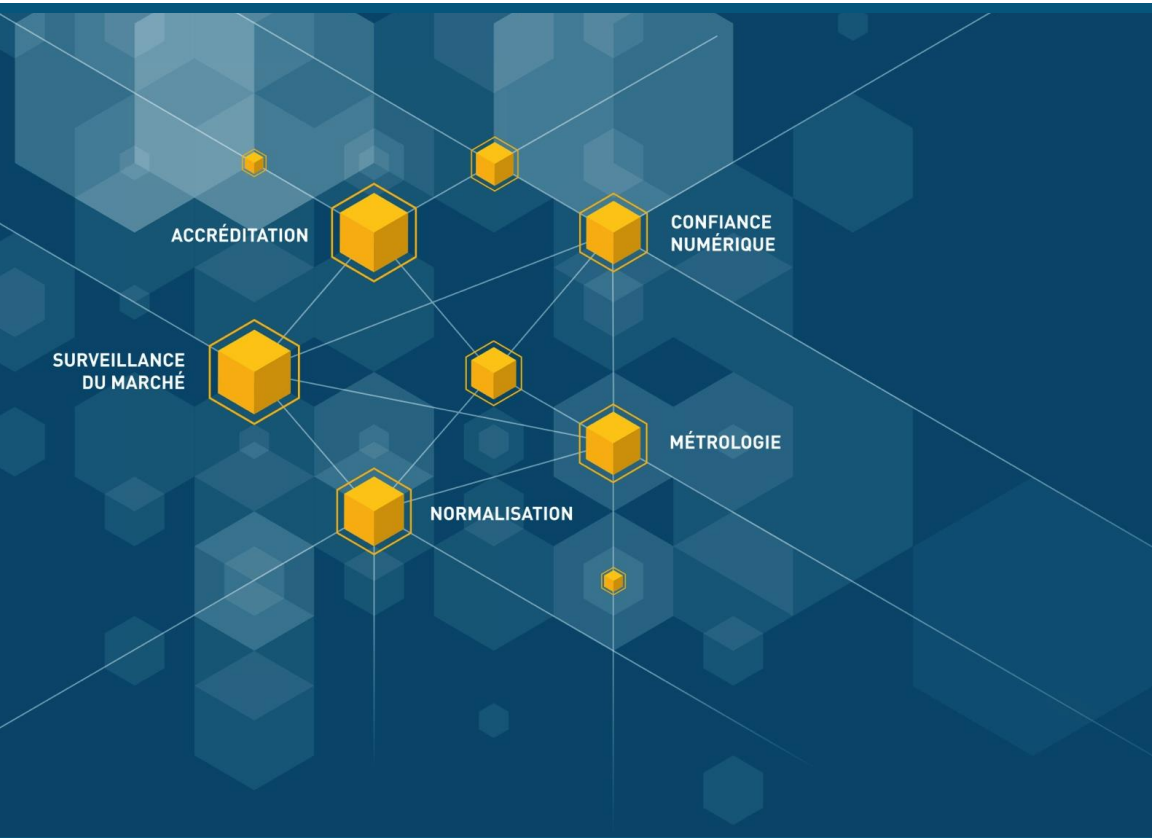 ACCRÉDITATION
CONFIANCE
NUMÉRIQUE
SURVEILLANCE
DU MARCHÉ
MÉTROLOGIE
NORMALISATION